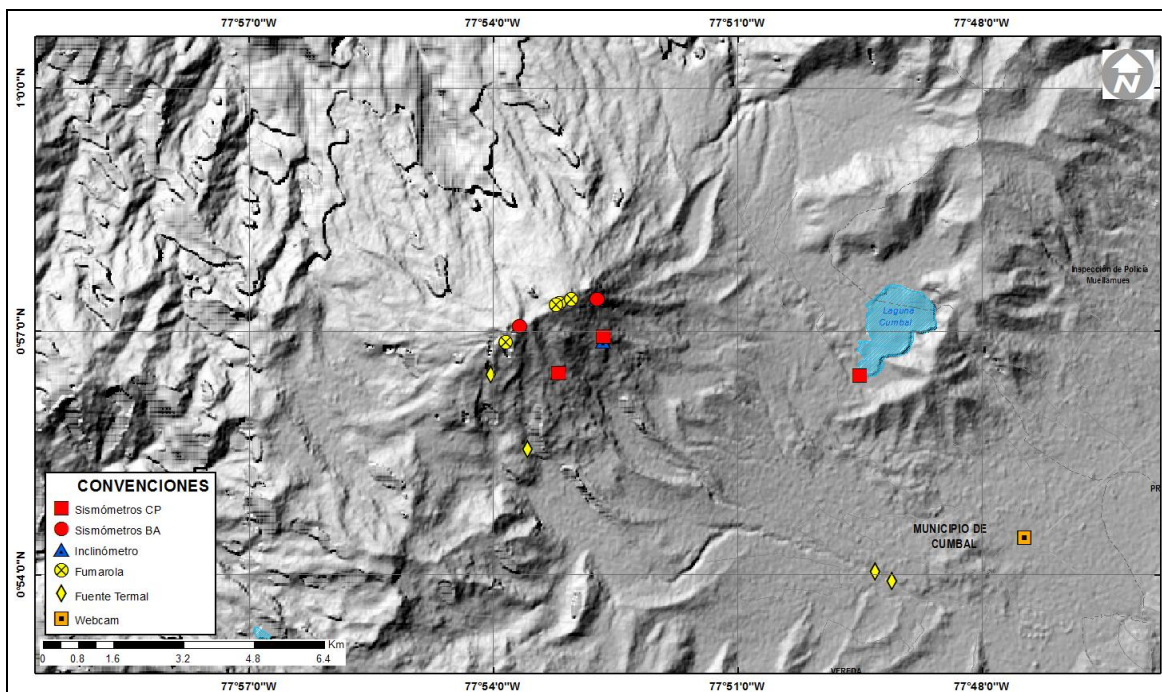 77°57'0"W
77°54'0"W
77°51'0"W
77°48'0"W
1°0'0"N
N
Inspección de Policía
Muellamues
Laguna
Cumbal
0°57'0"N
CONVENCIONES
Sismómetros CP
Sismómetros BA
Inclinómetro
Fumarola
Fuente Termal
Webcam
PR
MUNICIPIO DE
CUMBAL
0°54'0"N
Km
0 0.8 1.6 3.2 4.8 6.4
VEREDA
77°57'0"W
77°54'0"W
77°51'0"W
77°48'0"W